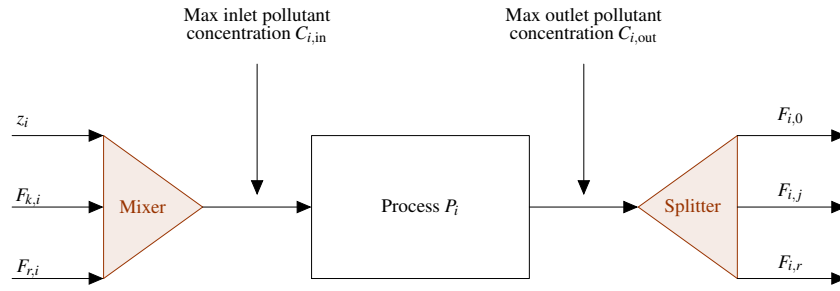 Max inlet pollutant
concentration C_{i,in}
Max outlet pollutant
concentration C_{i,out}
z_i
F_{k,i}
F_{r,i}
Mixer
Process P_i
Splitter
F_{i,0}
F_{i,j}
F_{i,r}